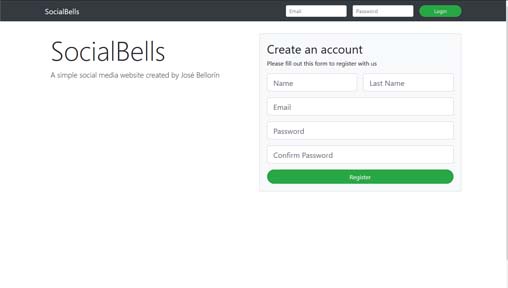 SocialBells
Email
Password
Login
SocialBells
A simple social media website created by José Bellorín
Create an account
Please fill out this form to register with us
Name
Last Name
Email
Password
Confirm Password
Register